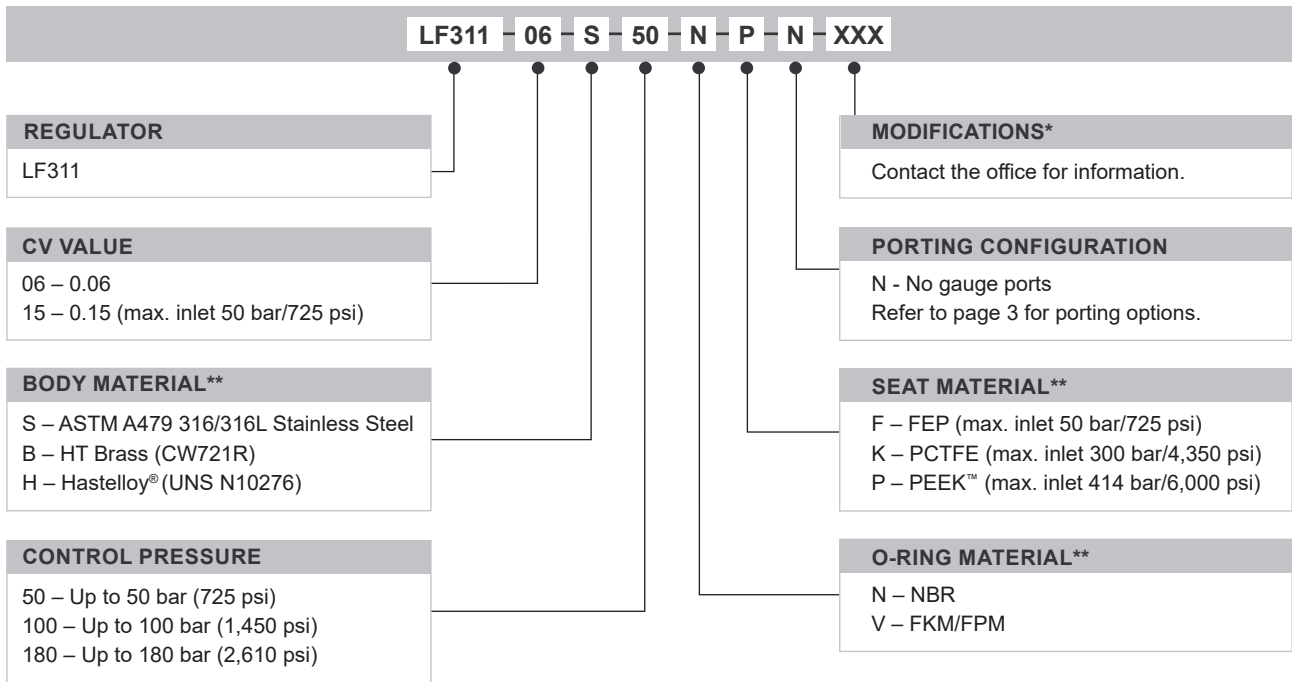 LF311 - 06 - S - 50 - N - P - N - XXX
REGULATOR
LF311
CV VALUE
06 – 0.06
15 – 0.15 (max. inlet 50 bar/725 psi)
BODY MATERIAL**
S – ASTM A479 316/316L Stainless Steel
B – HT Brass (CW721R)
H – Hastelloy® (UNS N10276)
CONTROL PRESSURE
50 – Up to 50 bar (725 psi)
100 – Up to 100 bar (1,450 psi)
180 – Up to 180 bar (2,610 psi)
MODIFICATIONS*
Contact the office for information.
PORTING CONFIGURATION
N - No gauge ports
Refer to page 3 for porting options.
SEAT MATERIAL**
F – FEP (max. inlet 50 bar/725 psi)
K – PCTFE (max. inlet 300 bar/4,350 psi)
P – PEEK™ (max. inlet 414 bar/6,000 psi)
O-RING MATERIAL**
N – NBR
V – FKM/FPM